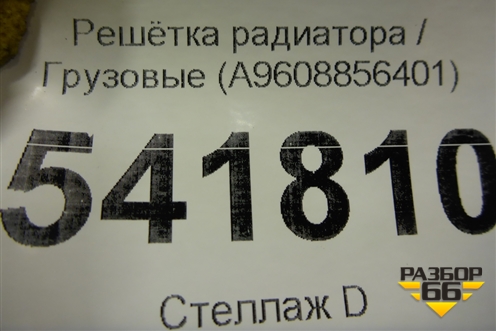 Решётка радиатора /
Грузовые (A9608856401)
541810
Стеллаж D
РАЗБОР
66